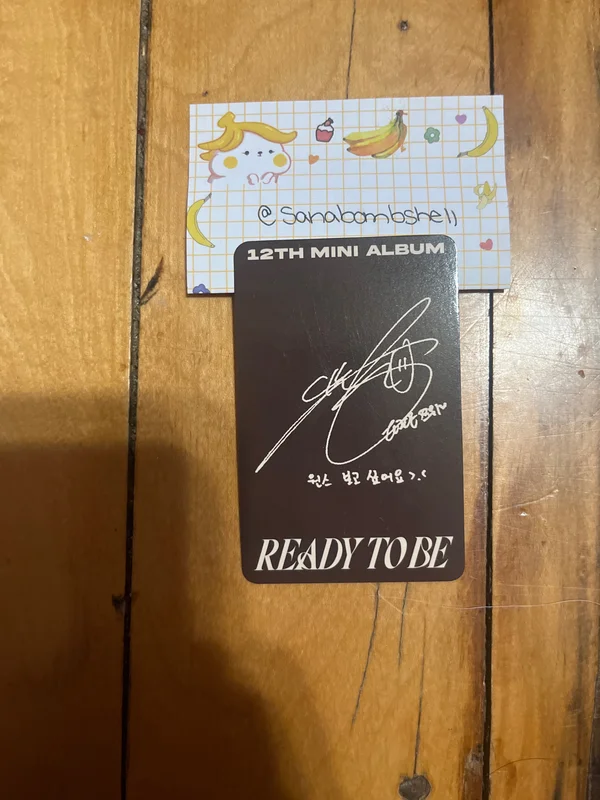 @Sanabombshell
12TH MINI ALBUM
원스 보고 싶어요 >.<
READY TO BE